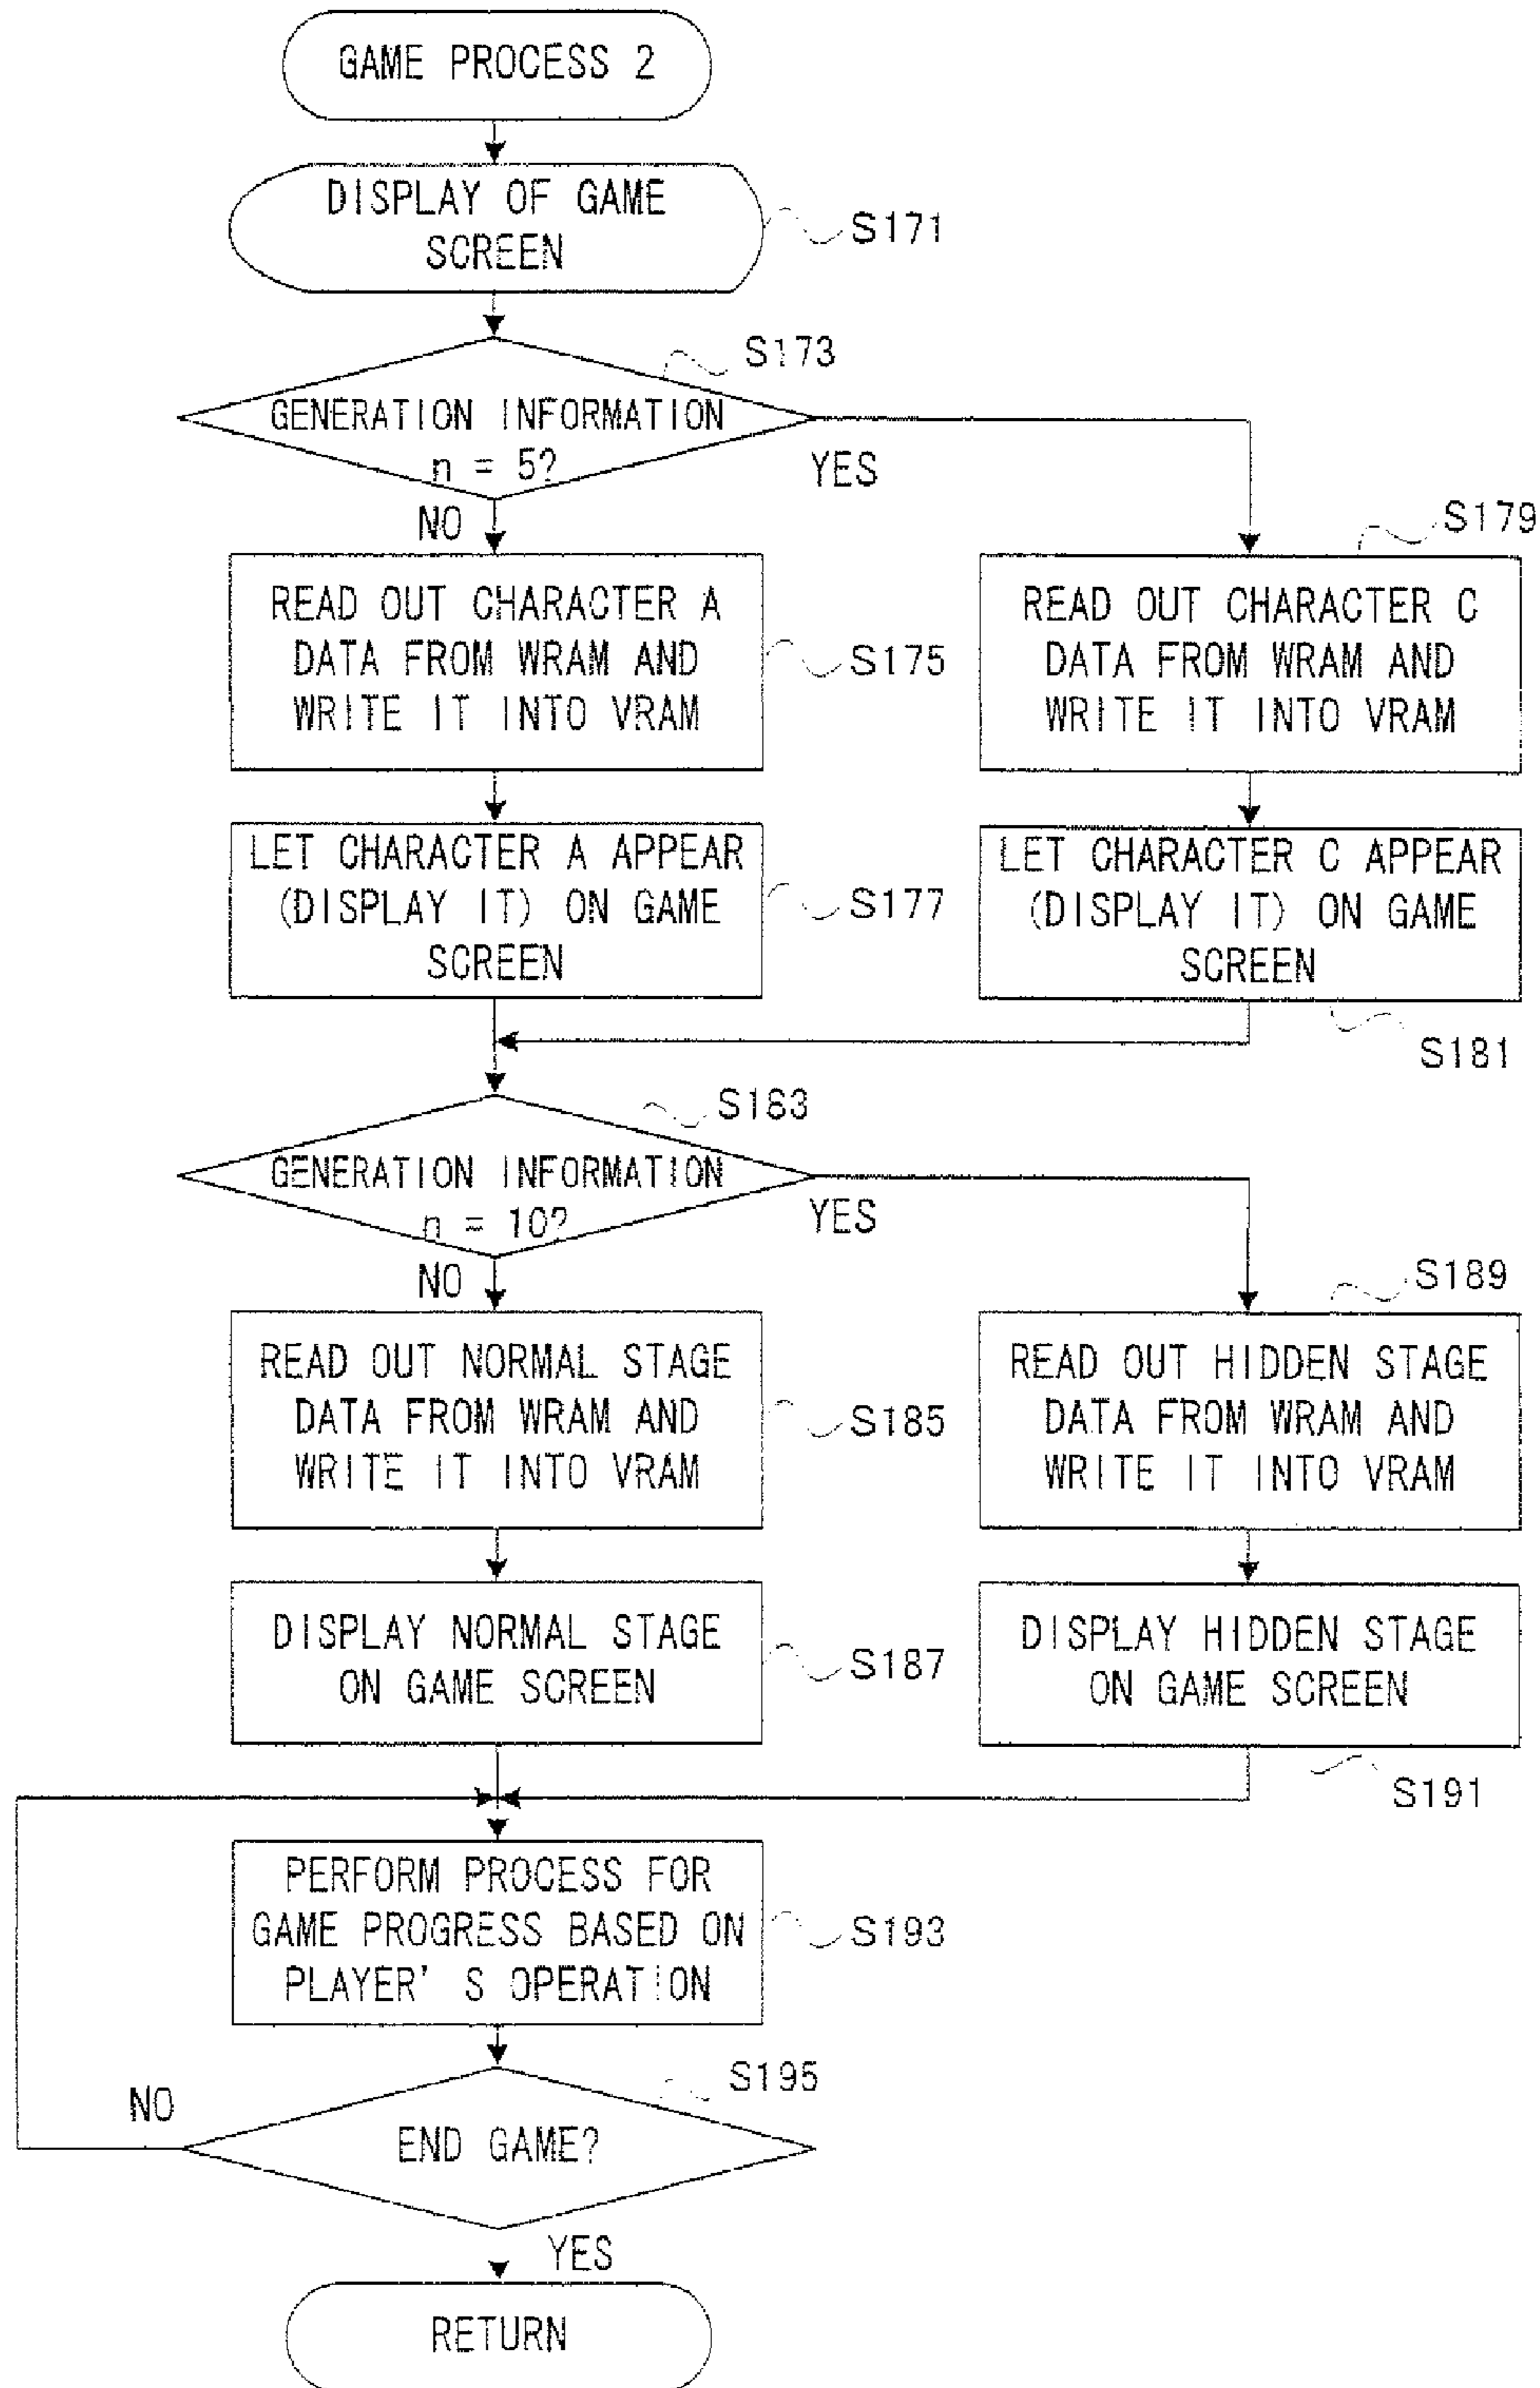 GAME PROCESS 2
DISPLAY OF GAME
SCREEN
S171
S173
GENERATION INFORMATION
n = 5?
YES
NO
S179
READ OUT CHARACTER A
DATA FROM WRAM AND
WRITE IT INTO VRAM
S175
READ OUT CHARACTER C
DATA FROM WRAM AND
WRITE IT INTO VRAM
LET CHARACTER A APPEAR
(DISPLAY IT) ON GAME
SCREEN
S177
LET CHARACTER C APPEAR
(DISPLAY IT) ON GAME
SCREEN
S181
S183
GENERATION INFORMATION
n = 10?
YES
NO
S189
READ OUT NORMAL STAGE
DATA FROM WRAM AND
WRITE IT INTO VRAM
S185
READ OUT HIDDEN STAGE
DATA FROM WRAM AND
WRITE IT INTO VRAM
DISPLAY NORMAL STAGE
ON GAME SCREEN
S187
DISPLAY HIDDEN STAGE
ON GAME SCREEN
S191
PERFORM PROCESS FOR
GAME PROGRESS BASED ON
PLAYER' S OPERATION
S193
S195
NO
END GAME?
YES
RETURN